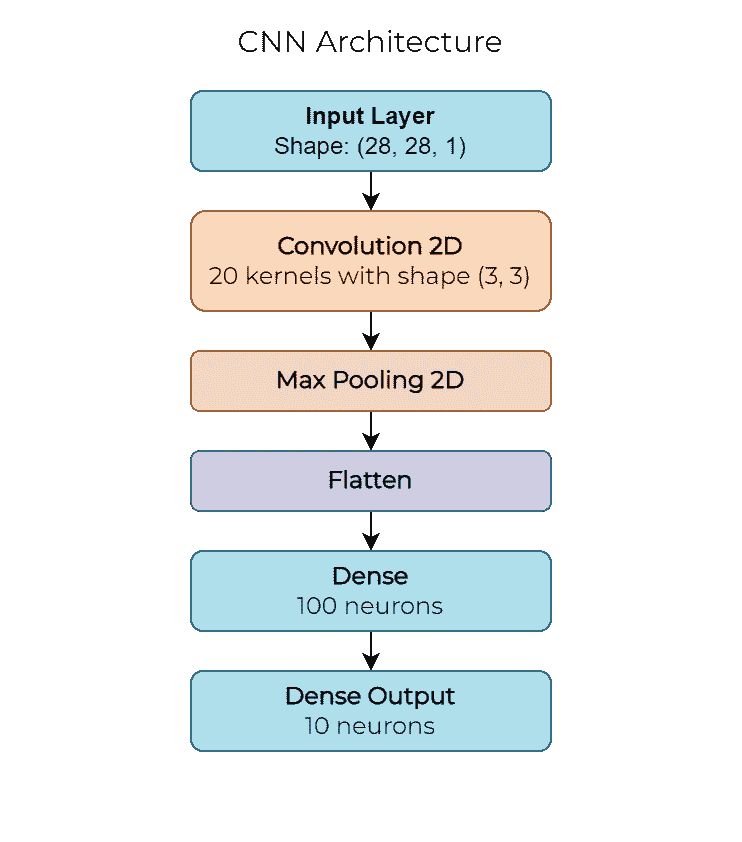 CNN Architecture
Input Layer
Shape: (28, 28, 1)
Convolution 2D
20 kernels with shape (3, 3)
Max Pooling 2D
Flatten
Dense
100 neurons
Dense Output
10 neurons